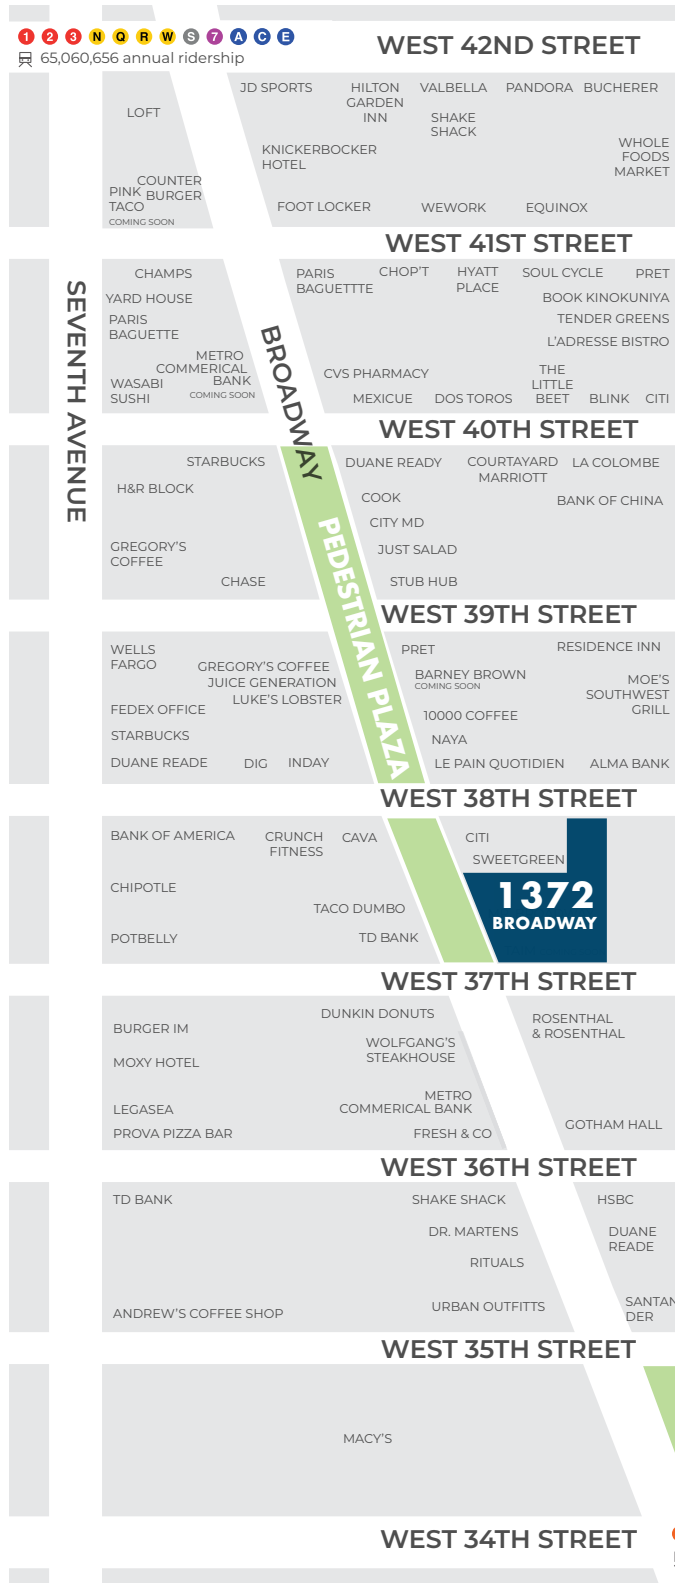 1 2 3 N Q R W S 7 A C E
65,060,656 annual ridership
WEST 42ND STREET
LOFT
COUNTER
BURGER
PINK
TACO
COMING SOON
JD SPORTS
HILTON
GARDEN
INN
VALBELLA
PANDORA
BUCHERER
SHAKE
SHACK
KNICKERBOCKER
HOTEL
WHOLE
FOODS
MARKET
FOOT LOCKER
WEWORK
EQUINOX
WEST 41ST STREET
SEVENTH AVENUE
BROADWAY
CHAMPS
YARD HOUSE
PARIS
BAGUETTE
METRO
COMMERICAL
BANK
COMING SOON
WASABI
SUSHI
PARIS
BAGUETTTE
CHOP'T
HYATT
PLACE
SOUL CYCLE
PRET
BOOK KINOKUNIYA
TENDER GREENS
L'ADRESSE BISTRO
CVS PHARMACY
THE
LITTLE
BEET
MEXICUE
DOS TOROS
BLINK
CITI
WEST 40TH STREET
STARBUCKS
H&R BLOCK
GREGORY'S
COFFEE
CHASE
PEDESTRIAN PLAZA
DUANE READY
COURTAYARD
MARRIOTT
LA COLOMBE
COOK
BANK OF CHINA
CITY MD
JUST SALAD
STUB HUB
WEST 39TH STREET
WELLS
FARGO
GREGORY'S COFFEE
JUICE GENERATION
LUKE'S LOBSTER
FEDEX OFFICE
STARBUCKS
DUANE READE
DIG
INDAY
PRET
RESIDENCE INN
BARNEY BROWN
COMING SOON
MOE'S
SOUTHWEST
GRILL
10000 COFFEE
NAYA
LE PAIN QUOTIDIEN
ALMA BANK
WEST 38TH STREET
BANK OF AMERICA
CRUNCH
FITNESS
CAVA
CHIPOTLE
TACO DUMBO
POTBELLY
TD BANK
CITI
SWEETGREEN
1372
BROADWAY
WEST 37TH STREET
DUNKIN DONUTS
BURGER IM
WOLFGANG'S
STEAKHOUSE
MOXY HOTEL
METRO
COMMERICAL BANK
LEGASEA
PROVA PIZZA BAR
FRESH & CO
ROSENTHAL
& ROSENTHAL
GOTHAM HALL
WEST 36TH STREET
TD BANK
SHAKE SHACK
DR. MARTENS
RITUALS
URBAN OUTFITTS
ANDREW'S COFFEE SHOP
HSBC
DUANE
READE
SANTAN
DER
WEST 35TH STREET
MACY'S
WEST 34TH STREET